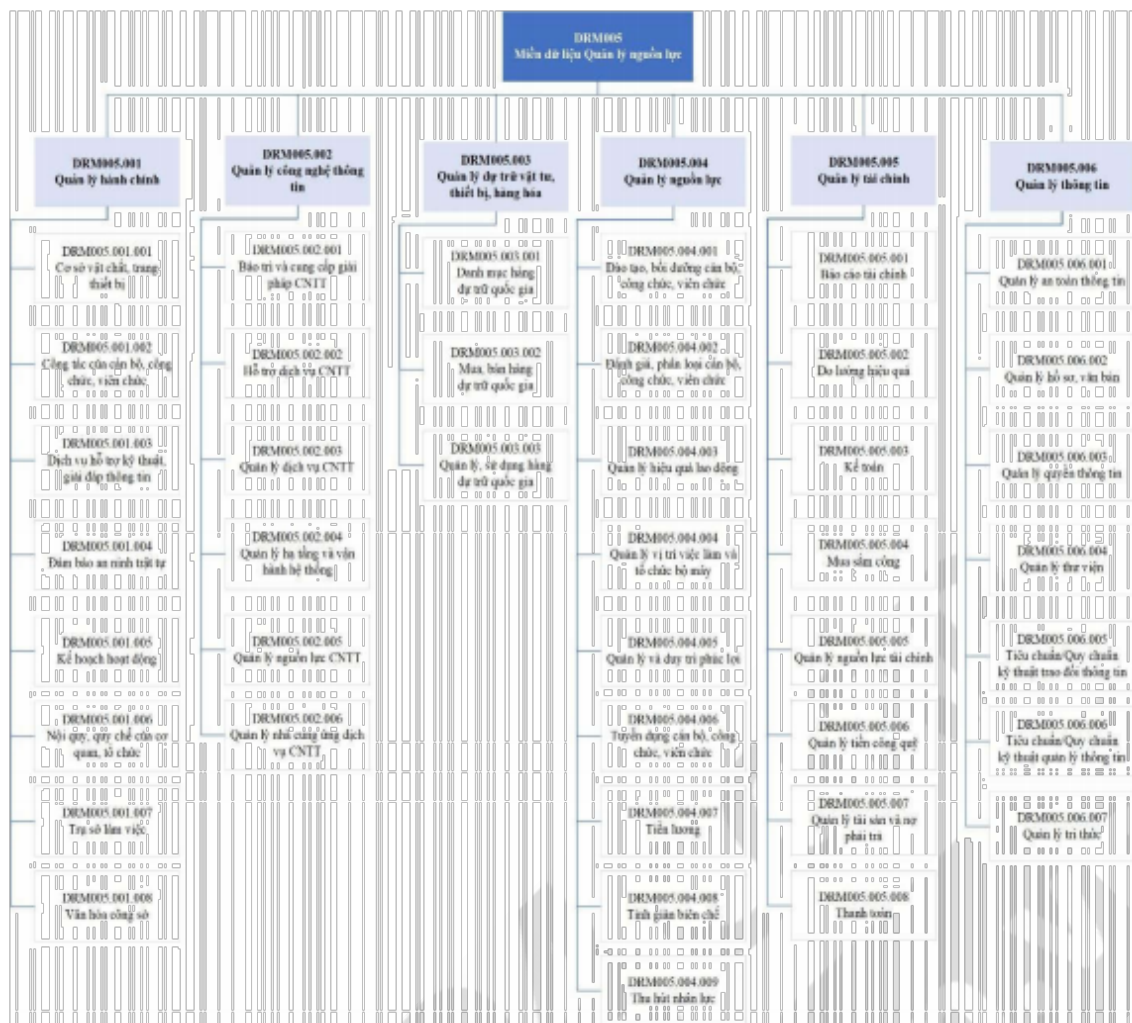 DRM005
Miền dữ liệu Quản lý nguồn lực
DRM005.001
Quản lý hành chính
DRM005.001.001
Cơ sở vật chất, trang
thiết bị
DRM005.001.002
Công tác của cán bộ, công
chức, viên chức
DRM005.001.003
Dịch vụ hỗ trợ kỹ thuật,
giải đáp thông tin
DRM005.001.004
Đảm bảo an ninh trật tự
DRM005.001.005
Kế hoạch hoạt động
DRM005.001.006
Nội quy, quy chế của cơ
quan, tổ chức
DRM005.001.007
Trụ sở làm việc
DRM005.001.008
Văn hóa công sở
DRM005.002
Quản lý công nghệ thông
tin
DRM005.002.001
Bảo trì và cung cấp giải
pháp CNTT
DRM005.002.002
Hỗ trợ dịch vụ CNTT
DRM005.002.003
Quản lý dịch vụ CNTT
DRM005.002.004
Quản lý hạ tầng và vận
hành hệ thống
DRM005.002.005
Quản lý nguồn lực CNTT
DRM005.002.006
Quản lý nhà cung ứng dịch
vụ CNTT
DRM005.003
Quản lý dự trữ vật tư,
thiết bị, hàng hóa
DRM005.003.001
Danh mục hàng
dự trữ quốc gia
DRM005.003.002
Mua, bán hàng
dự trữ quốc gia
DRM005.003.003
Quản lý, sử dụng hàng
dự trữ quốc gia
DRM005.004
Quản lý nguồn lực
DRM005.004.001
Đào tạo, bồi dưỡng cán bộ,
công chức, viên chức
DRM005.004.002
Đánh giá, phân loại cán bộ,
công chức, viên chức
DRM005.004.003
Quản lý hiệu quả lao động
DRM005.004.004
Quản lý vị trí việc làm và
tổ chức bộ máy
DRM005.004.005
Quản lý và duy trì phúc lợi
DRM005.004.006
Tuyển dụng cán bộ, công
chức, viên chức
DRM005.004.007
Tiền lương
DRM005.004.008
Tinh giản biên chế
DRM005.004.009
Thu hút nhân lực
DRM005.005
Quản lý tài chính
DRM005.005.001
Báo cáo tài chính
DRM005.005.002
Đo lường hiệu quả
DRM005.005.003
Kế toán
DRM005.005.004
Mua sắm công
DRM005.005.005
Quản lý nguồn lực tài chính
DRM005.005.006
Quản lý tiền công quỹ
DRM005.005.007
Quản lý tài sản và nợ
phải trả
DRM005.005.008
Thanh toán
DRM005.006
Quản lý thông tin
DRM005.006.001
Quản lý an toàn thông tin
DRM005.006.002
Quản lý hồ sơ, văn bản
DRM005.006.003
Quản lý quyền thông tin
DRM005.006.004
Quản lý thư viện
DRM005.006.005
Tiêu chuẩn/Quy chuẩn
kỹ thuật trao đổi thông tin
DRM005.006.006
Tiêu chuẩn/Quy chuẩn
kỹ thuật quản lý thông tin
DRM005.006.007
Quản lý tri thức